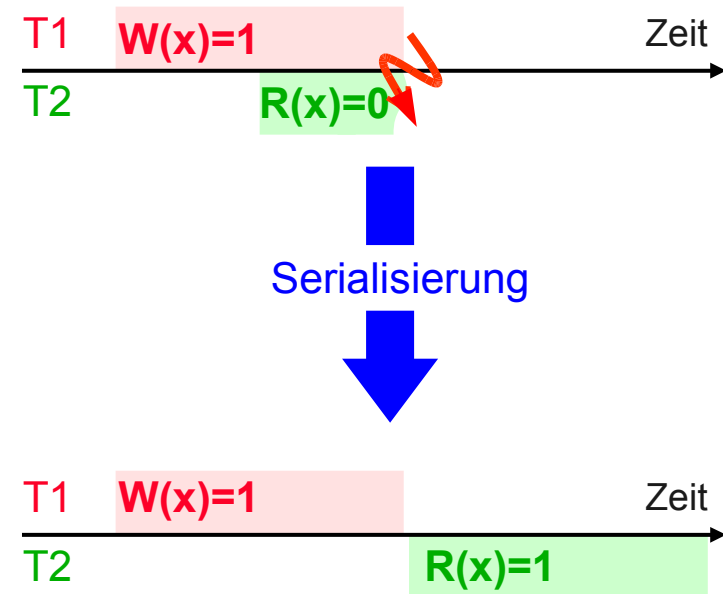 T1 W(x)=1 Zeit
T2 R(x)=0
Serialisierung
T1 W(x)=1 Zeit
T2 R(x)=1